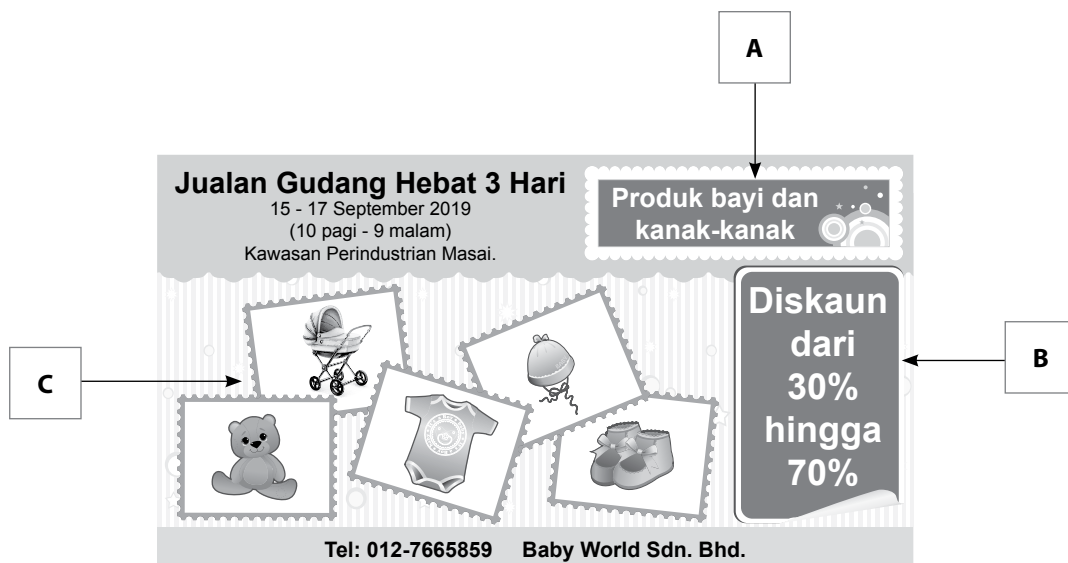 A
Jualan Gudang Hebat 3 Hari
15 - 17 September 2019
(10 pagi - 9 malam)
Kawasan Perindustrian Masai.
Produk bayi dan
kanak-kanak
Diskaun
dari
30%
hingga
70%
B
C
Tel: 012-7665859 Baby World Sdn. Bhd.